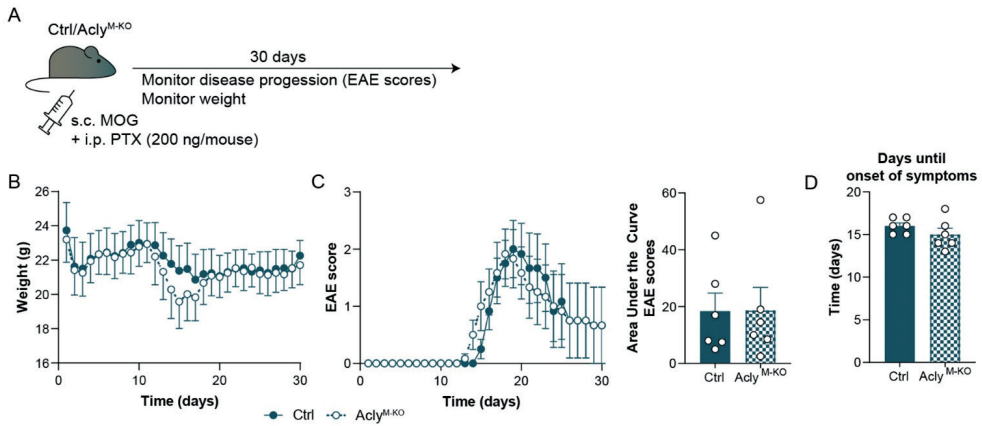 A
Ctrl/Acly^M-KO
30 days
Monitor disease progession (EAE scores)
Monitor weight
s.c. MOG
+ i.p. PTX (200 ng/mouse)
B
Weight (g)
26
24
22
20
18
16
0
10
20
30
Time (days)
C
EAE score
3
2
1
0
0
10
20
30
Time (days)
Ctrl
Acly^M-KO
Area Under the Curve
EAE scores
60
40
20
0
Ctrl
Acly^M-KO
D
Days until
onset of symptoms
Time (days)
20
15
10
5
0
Ctrl
Acly^M-KO